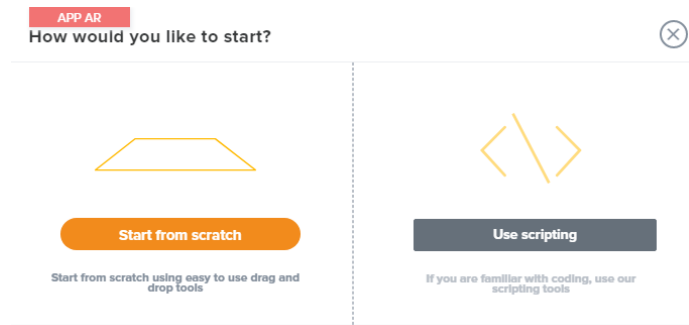 APP AR
How would you like to start?
Start from scratch
Start from scratch using easy to use drag and
drop tools
Use scripting
If you are familiar with coding, use our
scripting tools